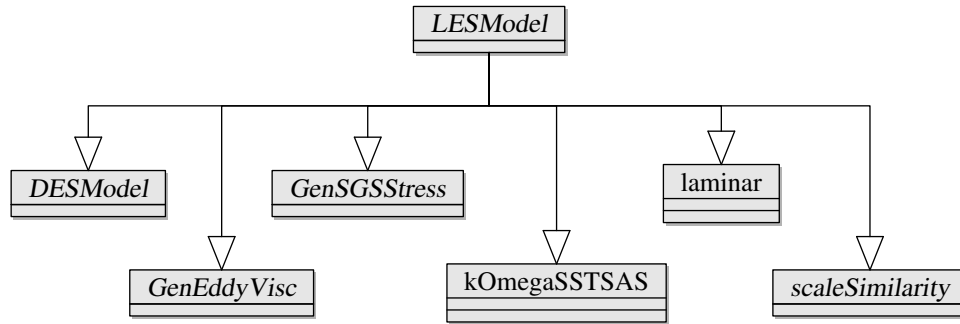 LESModel
DESModel
GenSGSStress
laminar
GenEddyVisc
kOmegaSSTSAS
scaleSimilarity